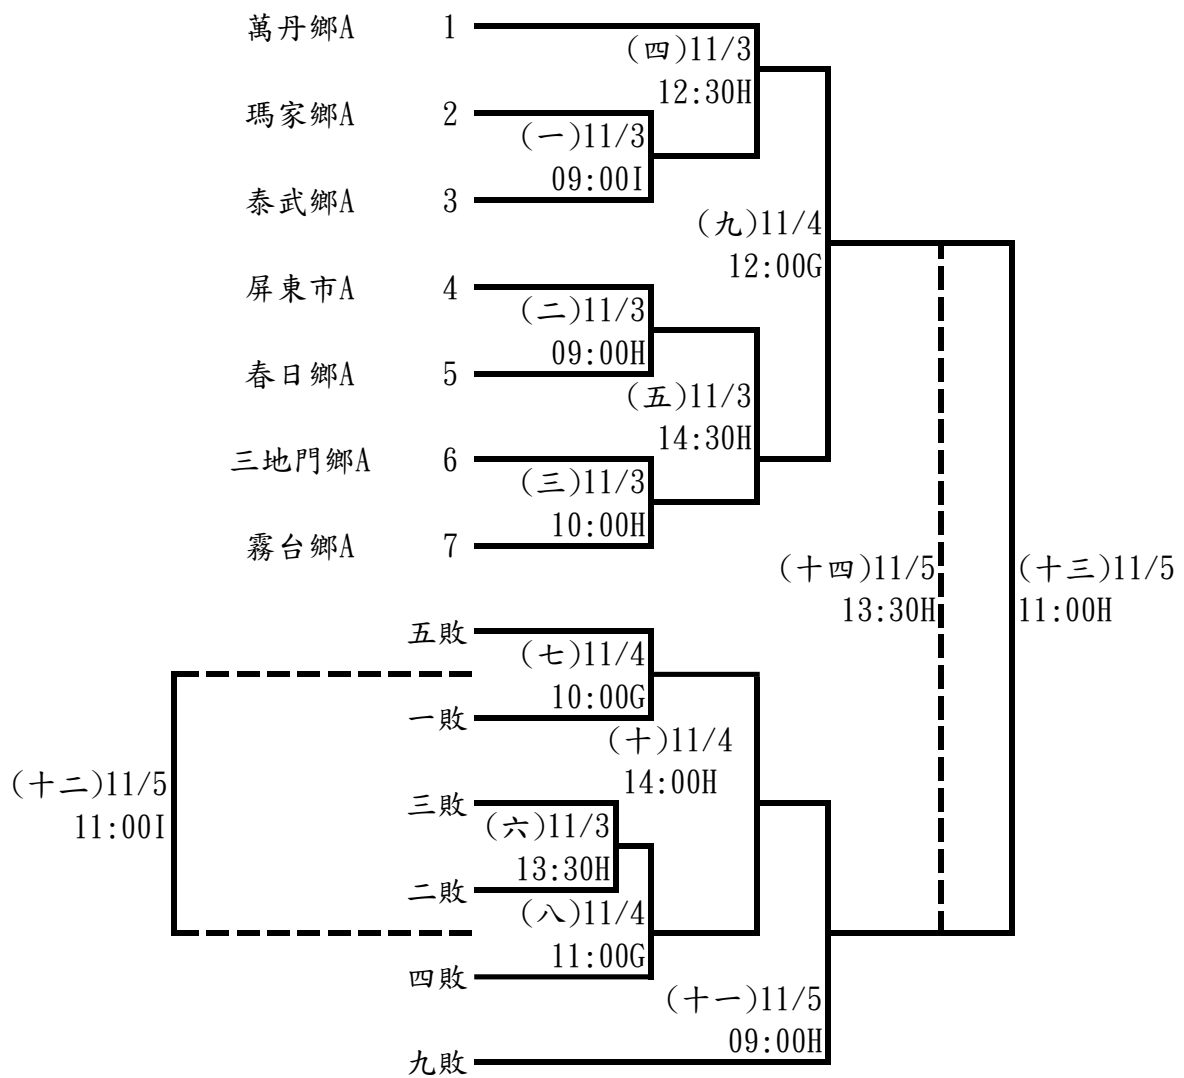 萬丹鄉A 1
(四)11/3
12:30H
瑪家鄉A 2
(一)11/3
09:00I
泰武鄉A 3
(九)11/4
12:00G
屏東市A 4
(二)11/3
09:00H
春日鄉A 5
(五)11/3
14:30H
三地門鄉A 6
(三)11/3
10:00H
霧台鄉A 7
(十四)11/5
13:30H
(十三)11/5
11:00H
五敗
(七)11/4
10:00G
一敗
(十)11/4
14:00H
(十二)11/5
11:00I
三敗
(六)11/3
13:30H
二敗
(八)11/4
11:00G
四敗
(十一)11/5
09:00H
九敗